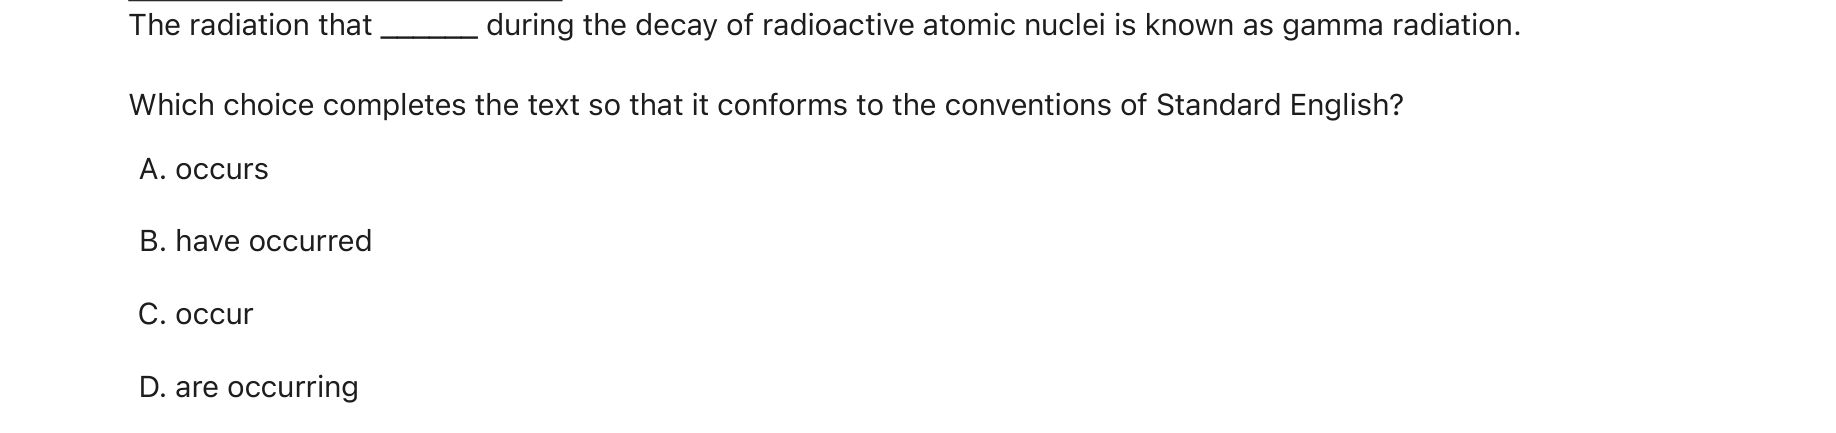 The radiation that ______ during the decay of radioactive atomic nuclei is known as gamma radiation.
Which choice completes the text so that it conforms to the conventions of Standard English?
A. occurs
B. have occurred
C. occur
D. are occurring